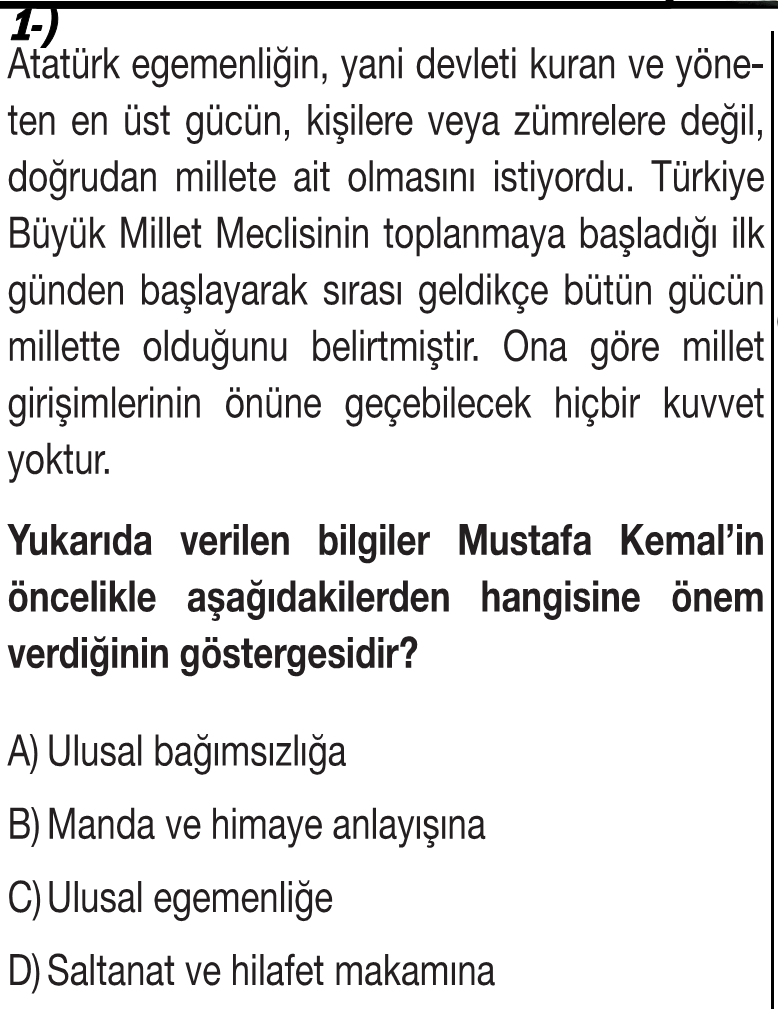 1-)
Atatürk egemenliğin, yani devleti kuran ve yöne-
ten en üst gücün, kişilere veya zümrelere değil,
doğrudan millete ait olmasını istiyordu. Türkiye
Büyük Millet Meclisinin toplanmaya başladığı ilk
günden başlayarak sırası geldikçe bütün gücün
millette olduğunu belirtmiştir. Ona göre millet
girişimlerinin önüne geçebilecek hiçbir kuvvet
yoktur.
Yukarıda verilen bilgiler Mustafa Kemal’in
öncelikle aşağıdakilerden hangisine önem
verdiğinin göstergesidir?
A) Ulusal bağımsızlığa
B) Manda ve himaye anlayışına
C) Ulusal egemenliğe
D) Saltanat ve hilafet makamına